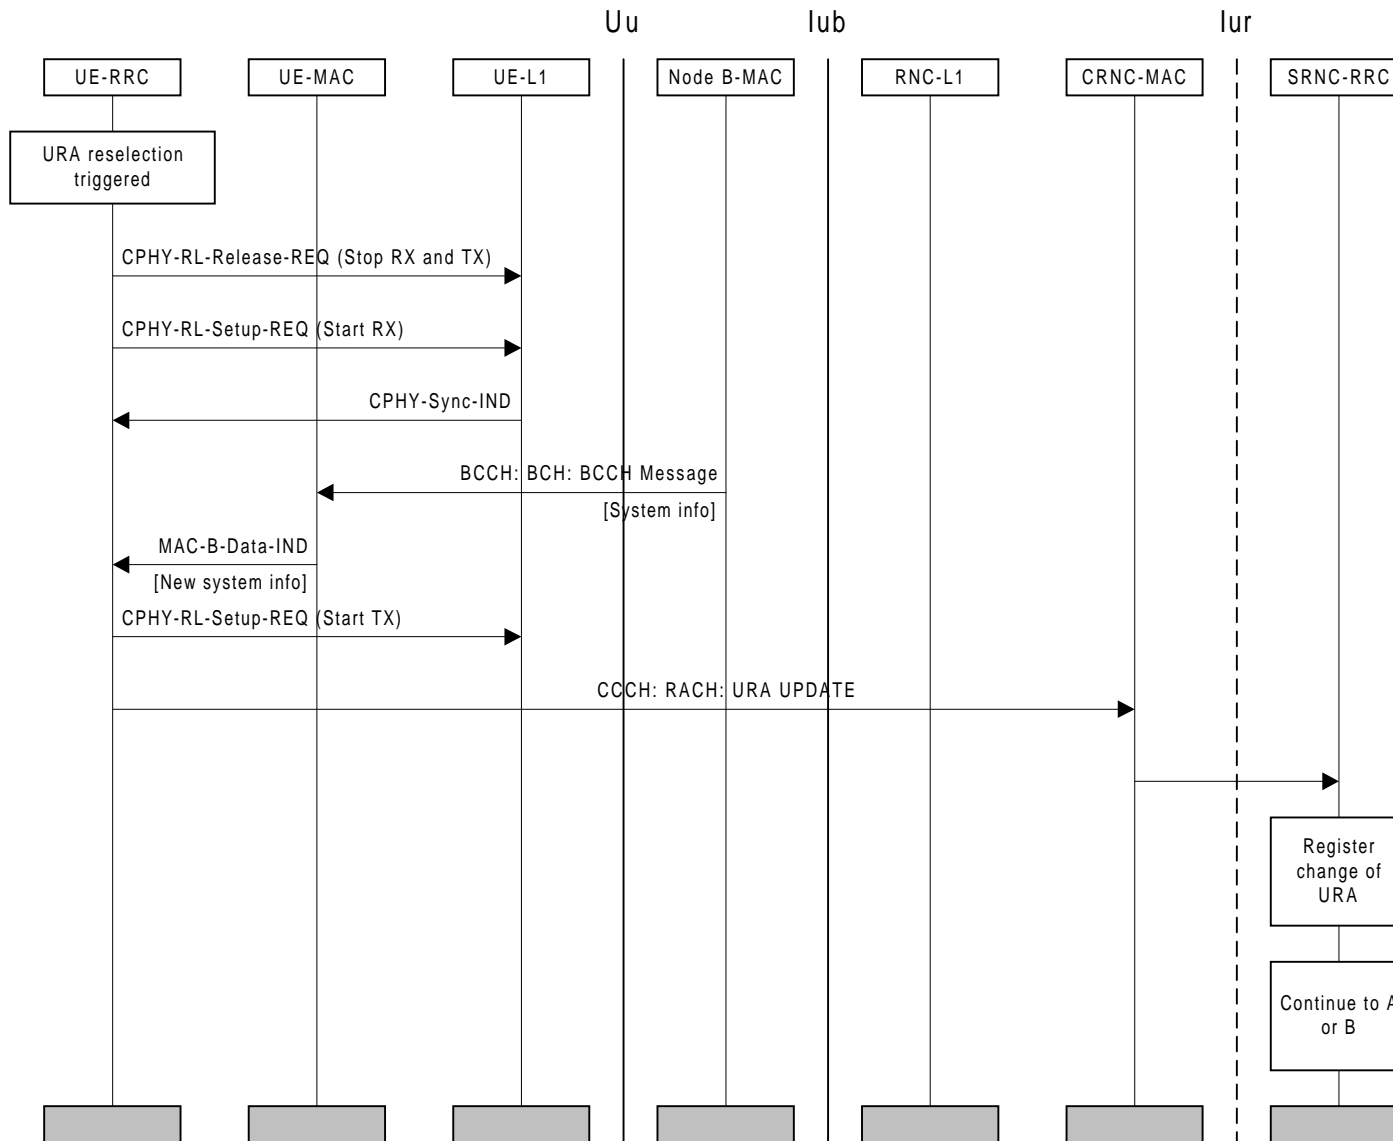 Uu
Iub
Iur
UE-RRC
UE-MAC
UE-L1
Node B-MAC
RNC-L1
CRNC-MAC
SRNC-RRC
URA reselection
triggered
CPHY-RL-Release-REQ (Stop RX and TX)
CPHY-RL-Setup-REQ (Start RX)
CPHY-Sync-IND
BCCH: BCH: BCCH Message
[System info]
MAC-B-Data-IND
[New system info]
CPHY-RL-Setup-REQ (Start TX)
CCCH: RACH: URA UPDATE
Register
change of
URA
Continue to A
or B